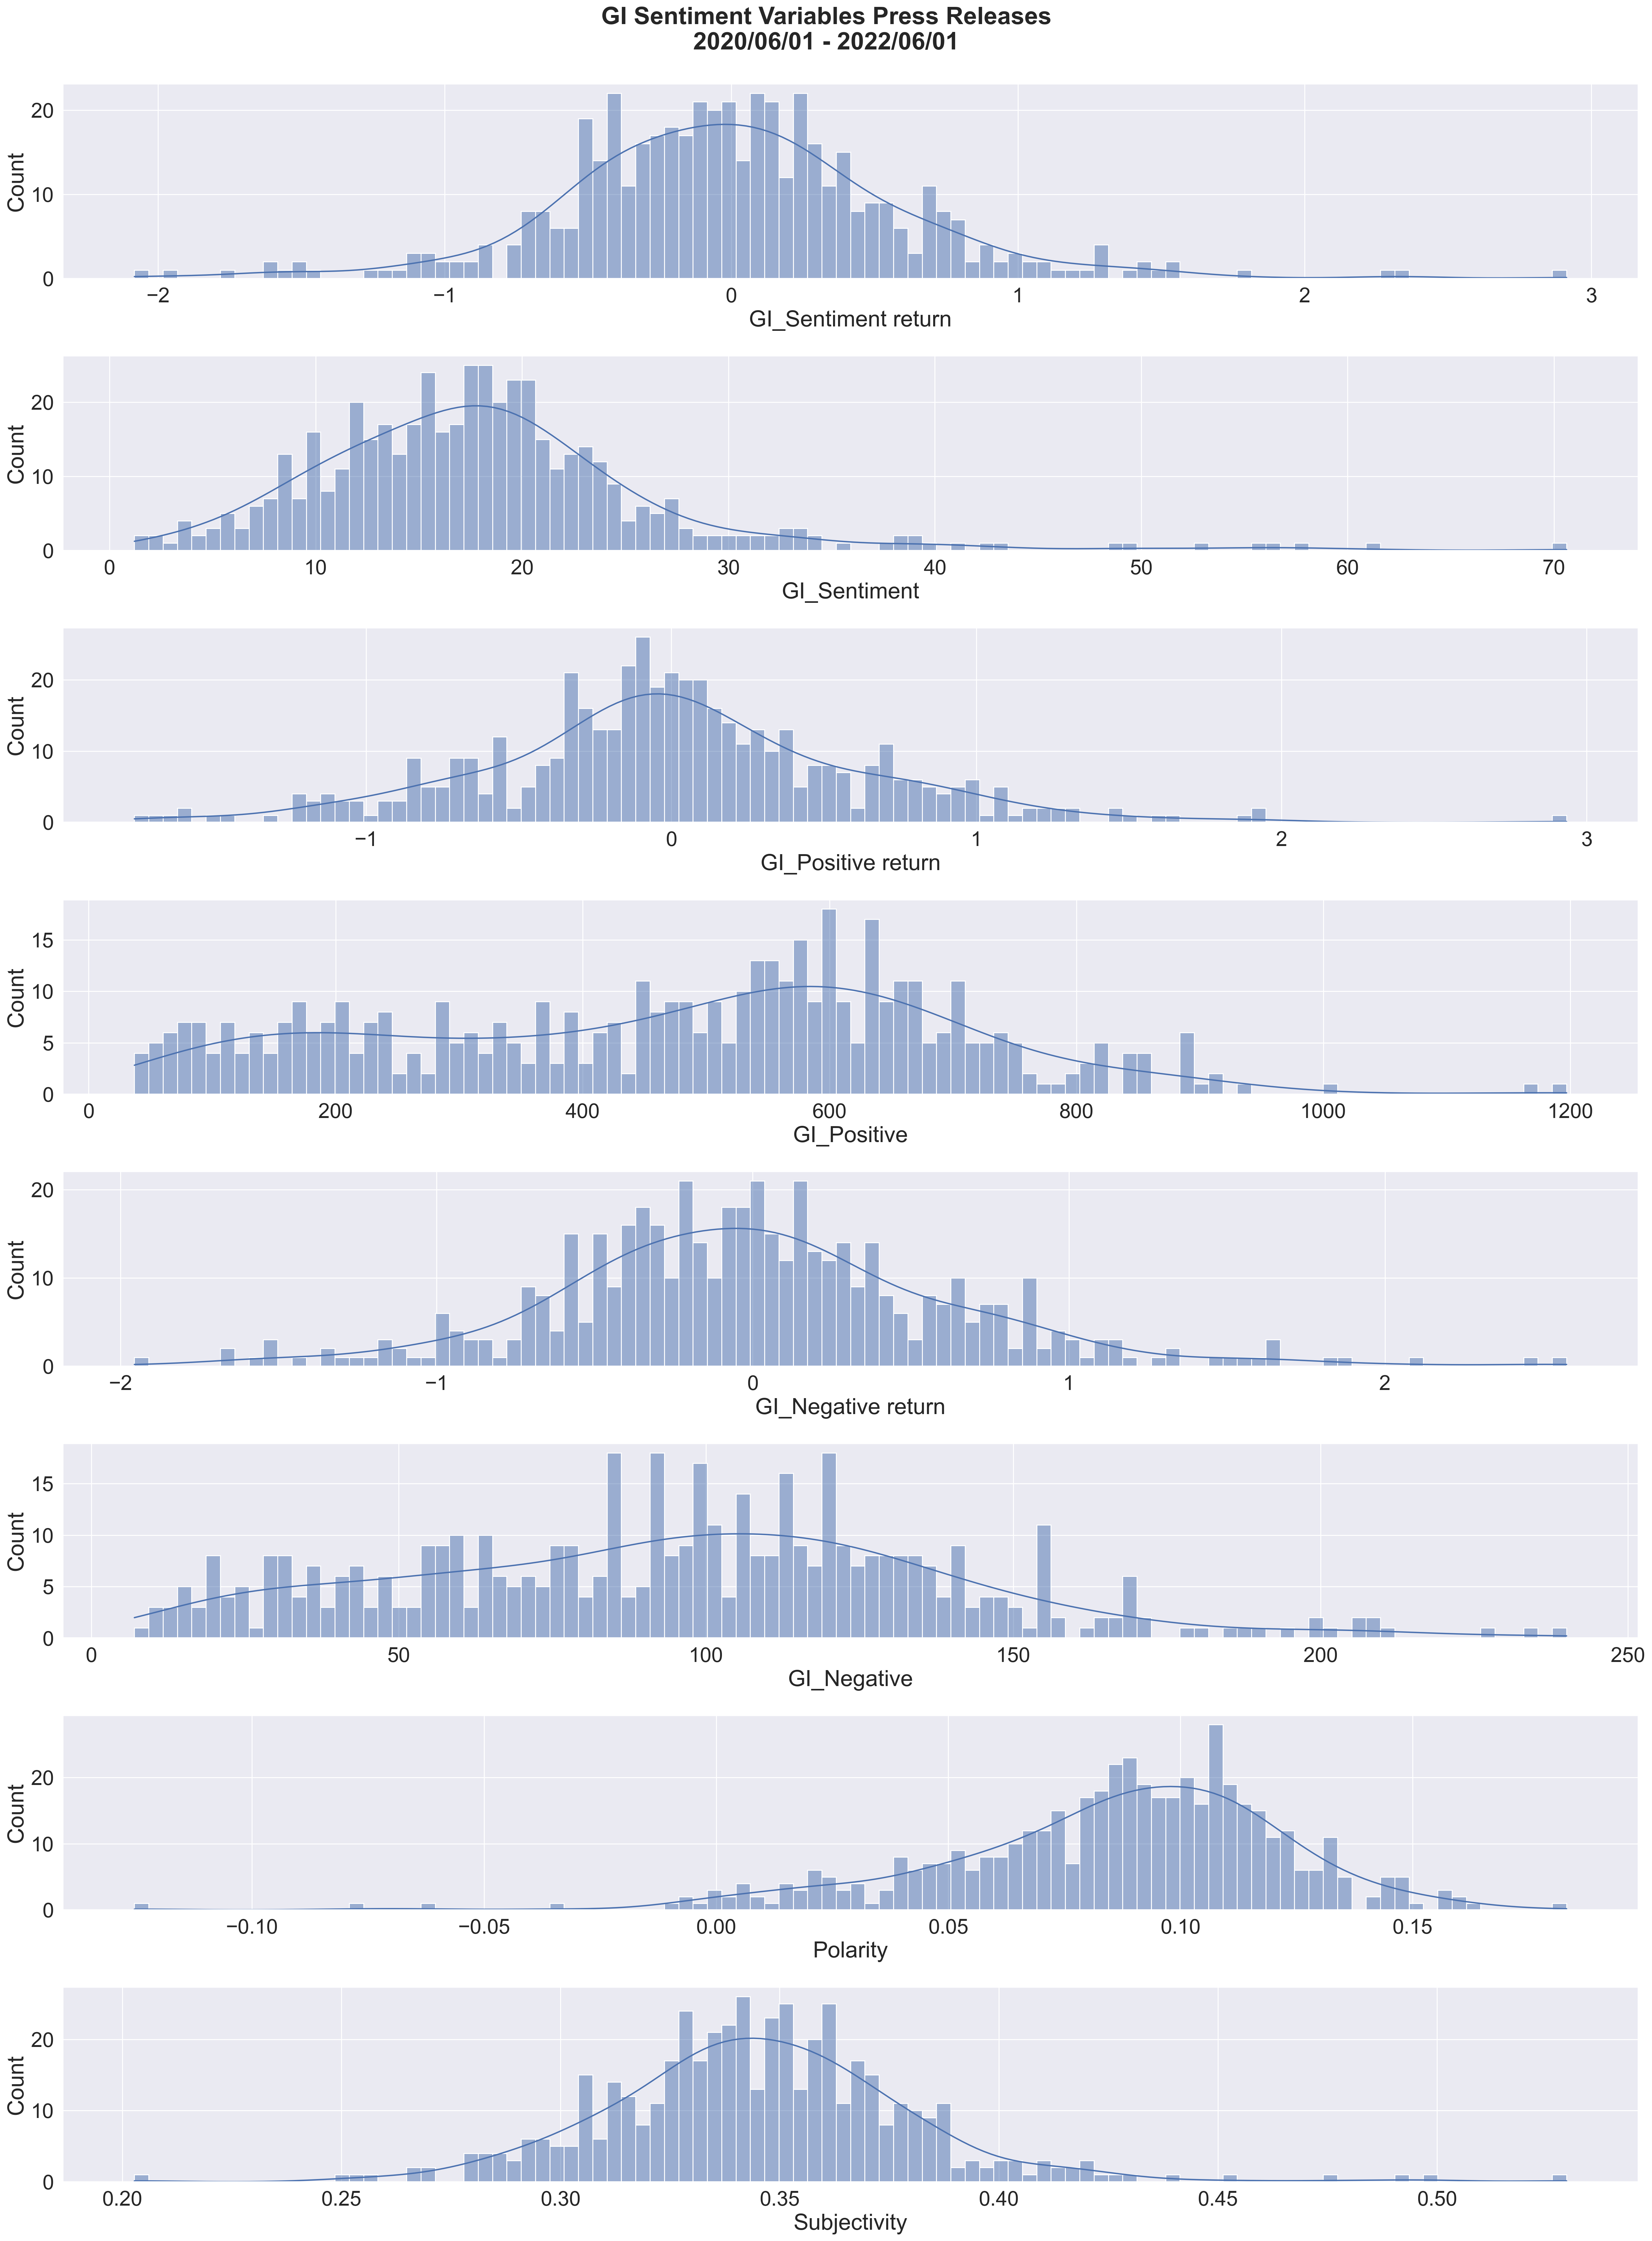 GI Sentiment Variables Press Releases
2020/06/01 - 2022/06/01
Count
20
10
0
−2 −1 0 1 2 3
GI_Sentiment return
Count
20
10
0
0 10 20 30 40 50 60 70
GI_Sentiment
Count
20
10
0
−1 0 1 2 3
GI_Positive return
Count
15
10
5
0
0 200 400 600 800 1000 1200
GI_Positive
Count
20
10
0
−2 −1 0 1 2
GI_Negative return
Count
15
10
5
0
0 50 100 150 200 250
GI_Negative
Count
20
10
0
−0.10 −0.05 0.00 0.05 0.10 0.15
Polarity
Count
20
10
0
0.20 0.25 0.30 0.35 0.40 0.45 0.50
Subjectivity